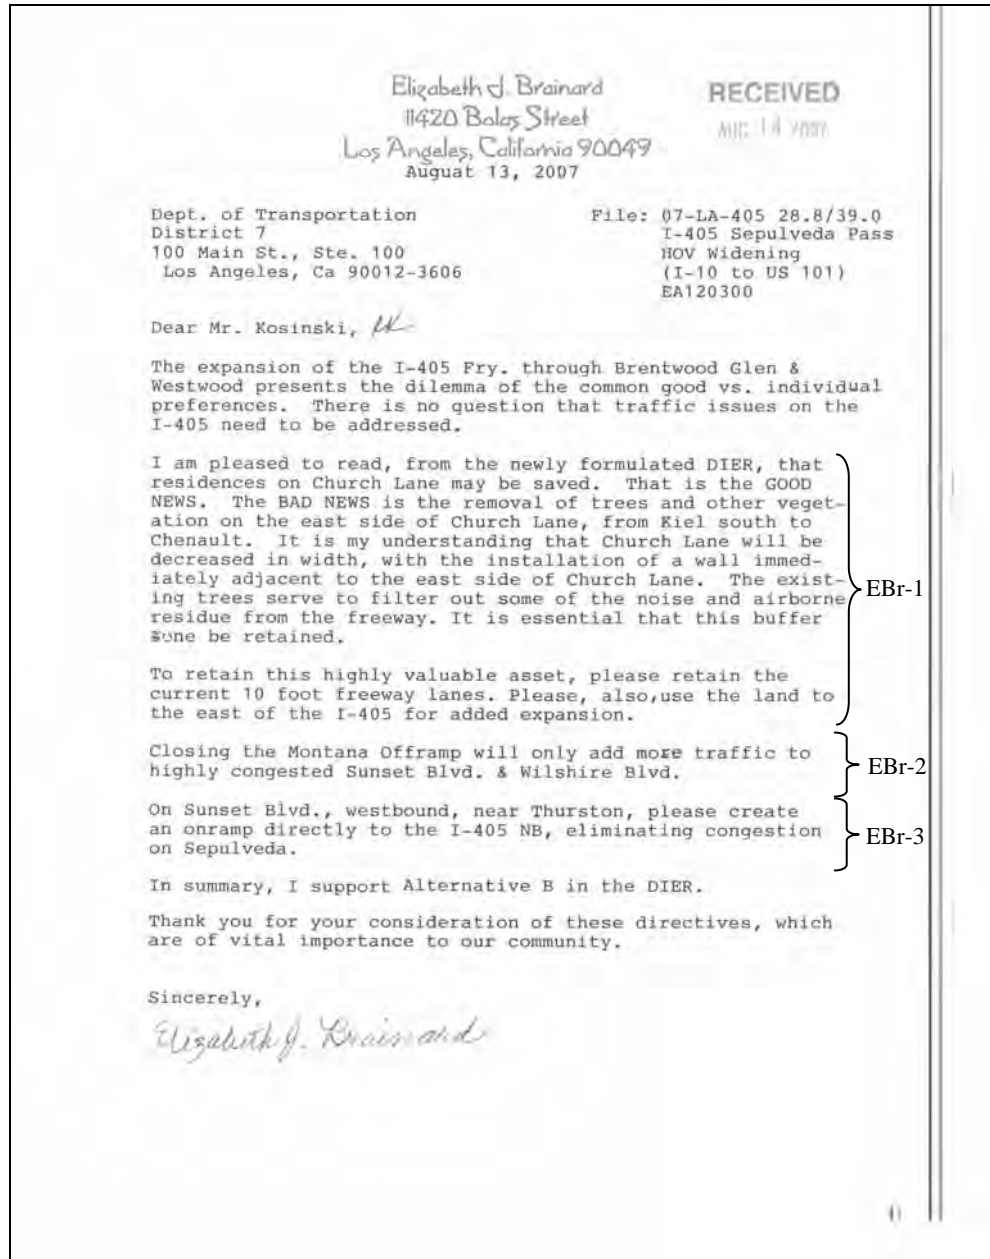 Elizabeth J. Brainard
11420 Bolas Street
Los Angeles, California 90049
Auguat 13, 2007
RECEIVED
AUG 14 2007
Dept. of Transportation
District 7
100 Main St., Ste. 100
Los Angeles, Ca 90012-3606
File: 07-LA-405 28.8/39.0
I-405 Sepulveda Pass
HOV Widening
(I-10 to US 101)
EA120300
Dear Mr. Kosinski,
The expansion of the I-405 Fry. through Brentwood Glen &
Westwood presents the dilemma of the common good vs. individual
preferences. There is no question that traffic issues on the
I-405 need to be addressed.
I am pleased to read, from the newly formulated DIER, that
residences on Church Lane may be saved. That is the GOOD
NEWS. The BAD NEWS is the removal of trees and other veget-
ation on the east side of Church Lane, from Kiel south to
Chenault. It is my understanding that Church Lane will be
decreased in width, with the installation of a wall immed-
iately adjacent to the east side of Church Lane. The exist-
ing trees serve to filter out some of the noise and airborne
residue from the freeway. It is essential that this buffer
zone be retained.
To retain this highly valuable asset, please retain the
current 10 foot freeway lanes. Please, also,use the land to
the east of the I-405 for added expansion.
EBr-1
Closing the Montana Offramp will only add more traffic to
highly congested Sunset Blvd. & Wilshire Blvd.
EBr-2
On Sunset Blvd., westbound, near Thurston, please create
an onramp directly to the I-405 NB, eliminating congestion
on Sepulveda.
EBr-3
In summary, I support Alternative B in the DIER.
Thank you for your consideration of these directives, which
are of vital importance to our community.
Sincerely,
Elizabeth J. Brainard